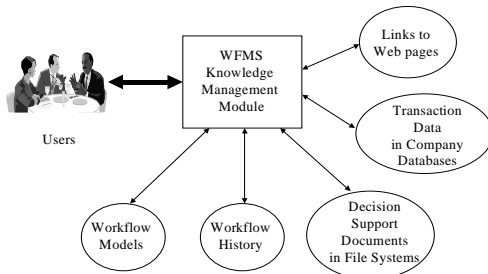 WFMS
Knowledge
Management
Module
Links to
Web pages
Users
Transaction
Data
in Company
Databases
Workflow
Models
Workflow
History
Decision
Support
Documents
in File Systems